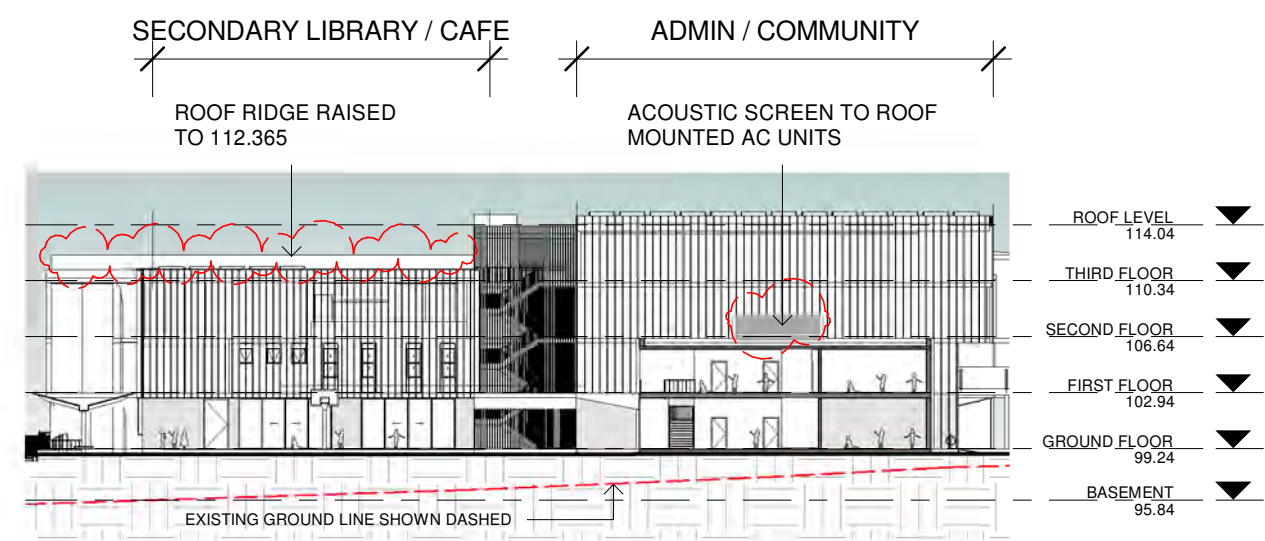 SECONDARY LIBRARY / CAFE
ADMIN / COMMUNITY
ROOF RIDGE RAISED
TO 112.365
ACOUSTIC SCREEN TO ROOF
MOUNTED AC UNITS
ROOF LEVEL
114.04
THIRD FLOOR
110.34
SECOND FLOOR
106.64
FIRST FLOOR
102.94
GROUND FLOOR
99.24
BASEMENT
95.84
EXISTING GROUND LINE SHOWN DASHED